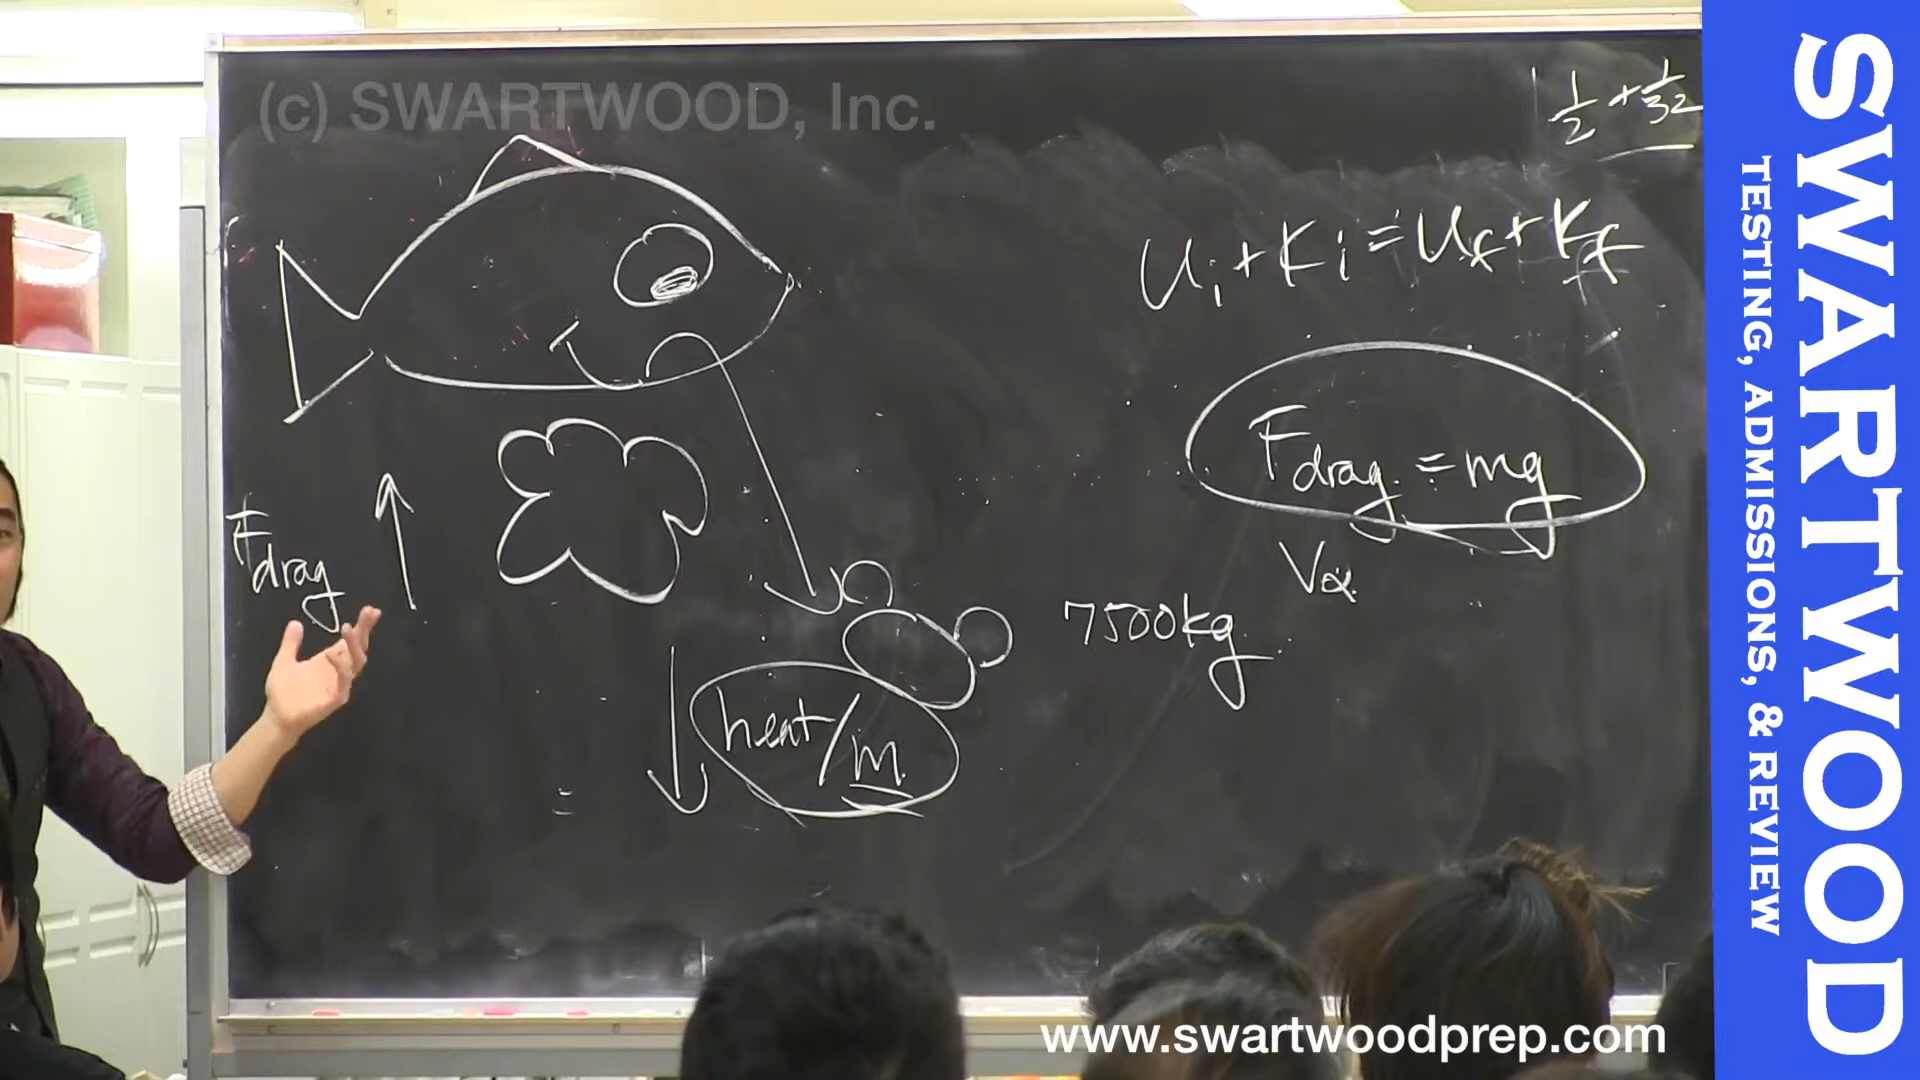 (c) SWARTWOOD, Inc.
1/2 + 1/32
Ui + Ki = Uf + Kf
Fdrag = mg
Vα
Fdrag
7500kg
heat/m
=
www.swartwoodprep.com
SWARTWOOD
TESTING, ADMISSIONS, & REVIEW